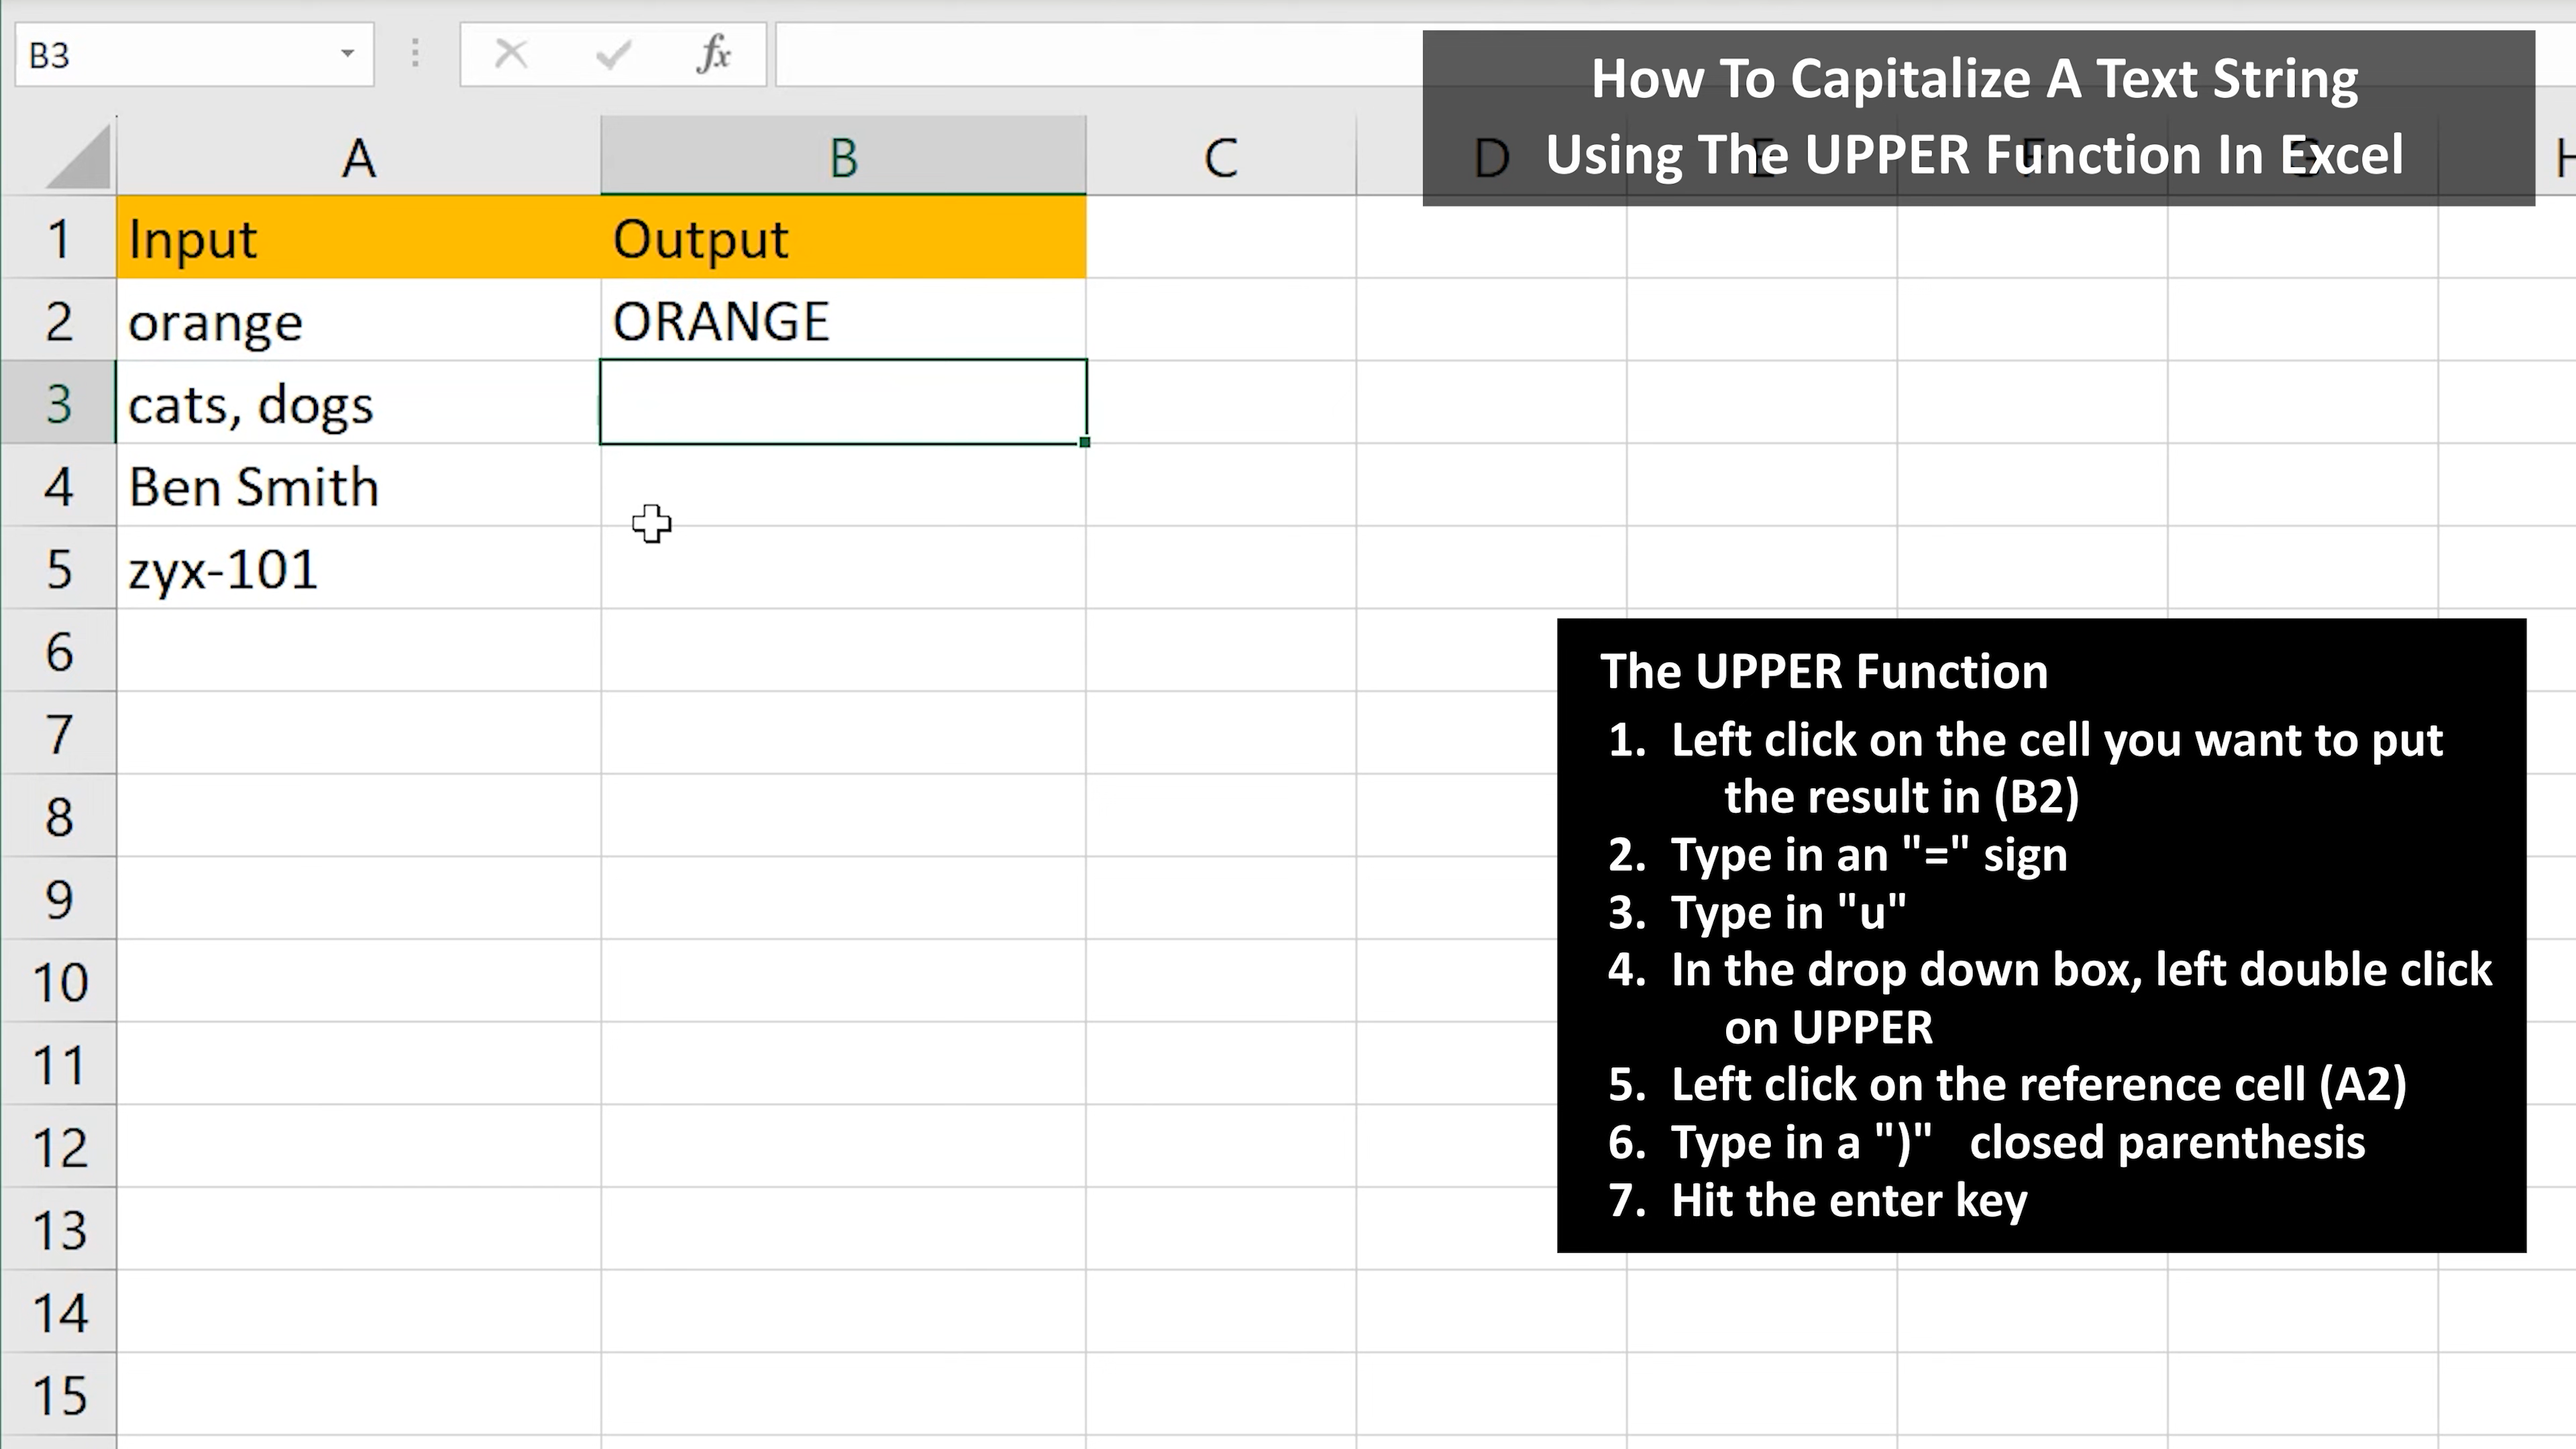 B3
fx
How To Capitalize A Text String
Using The UPPER Function In Excel
A B C D E F G H
1 Input Output
2 orange ORANGE
3 cats, dogs
4 Ben Smith
5 zyx-101
6
7
8
9
10
11
12
13
14
15
The UPPER Function
1. Left click on the cell you want to put
the result in (B2)
2. Type in an "=" sign
3. Type in "u"
4. In the drop down box, left double click
on UPPER
5. Left click on the reference cell (A2)
6. Type in a ")" closed parenthesis
7. Hit the enter key